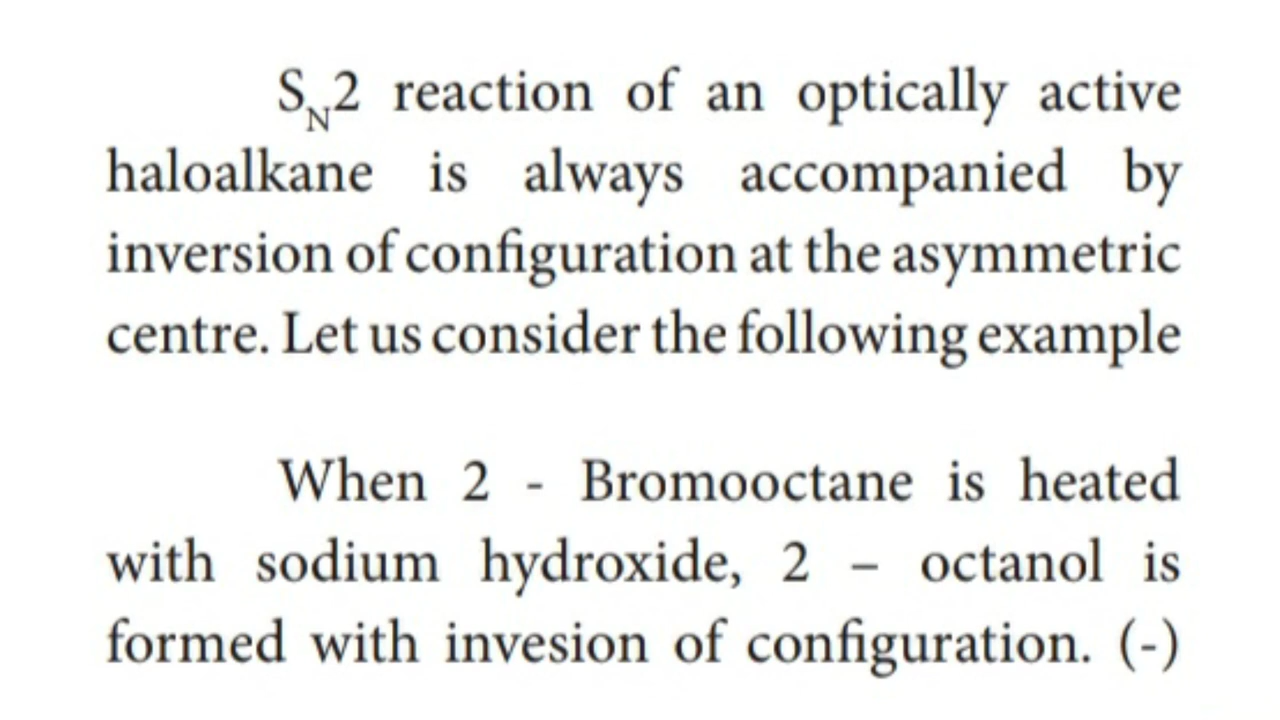 S_N2 reaction of an optically active
haloalkane is always accompanied by
inversion of configuration at the asymmetric
centre. Let us consider the following example
When 2 - Bromooctane is heated
with sodium hydroxide, 2 – octanol is
formed with invesion of configuration. (-)